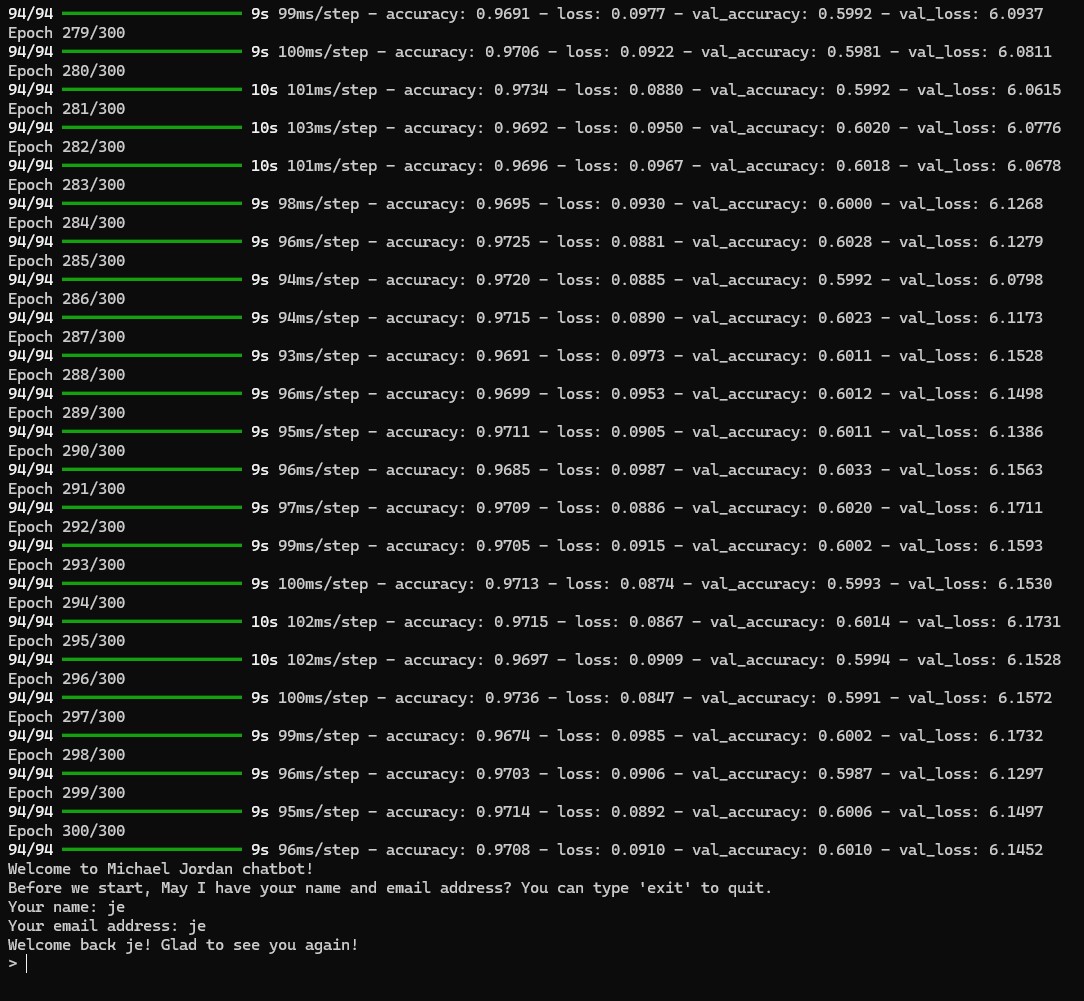 94/94 9s 99ms/step - accuracy: 0.9691 - loss: 0.0977 - val_accuracy: 0.5992 - val_loss: 6.0937
Epoch 279/300
94/94 9s 100ms/step - accuracy: 0.9706 - loss: 0.0922 - val_accuracy: 0.5981 - val_loss: 6.0811
Epoch 280/300
94/94 10s 101ms/step - accuracy: 0.9734 - loss: 0.0880 - val_accuracy: 0.5992 - val_loss: 6.0615
Epoch 281/300
94/94 10s 103ms/step - accuracy: 0.9692 - loss: 0.0950 - val_accuracy: 0.6020 - val_loss: 6.0776
Epoch 282/300
94/94 10s 101ms/step - accuracy: 0.9696 - loss: 0.0967 - val_accuracy: 0.6018 - val_loss: 6.0678
Epoch 283/300
94/94 9s 98ms/step - accuracy: 0.9695 - loss: 0.0930 - val_accuracy: 0.6000 - val_loss: 6.1268
Epoch 284/300
94/94 9s 96ms/step - accuracy: 0.9725 - loss: 0.0881 - val_accuracy: 0.6028 - val_loss: 6.1279
Epoch 285/300
94/94 9s 94ms/step - accuracy: 0.9720 - loss: 0.0885 - val_accuracy: 0.5992 - val_loss: 6.0798
Epoch 286/300
94/94 9s 94ms/step - accuracy: 0.9715 - loss: 0.0890 - val_accuracy: 0.6023 - val_loss: 6.1173
Epoch 287/300
94/94 9s 93ms/step - accuracy: 0.9691 - loss: 0.0973 - val_accuracy: 0.6011 - val_loss: 6.1528
Epoch 288/300
94/94 9s 96ms/step - accuracy: 0.9699 - loss: 0.0953 - val_accuracy: 0.6012 - val_loss: 6.1498
Epoch 289/300
94/94 9s 95ms/step - accuracy: 0.9711 - loss: 0.0905 - val_accuracy: 0.6011 - val_loss: 6.1386
Epoch 290/300
94/94 9s 96ms/step - accuracy: 0.9685 - loss: 0.0987 - val_accuracy: 0.6033 - val_loss: 6.1563
Epoch 291/300
94/94 9s 97ms/step - accuracy: 0.9709 - loss: 0.0886 - val_accuracy: 0.6020 - val_loss: 6.1711
Epoch 292/300
94/94 9s 99ms/step - accuracy: 0.9705 - loss: 0.0915 - val_accuracy: 0.6002 - val_loss: 6.1593
Epoch 293/300
94/94 9s 100ms/step - accuracy: 0.9713 - loss: 0.0874 - val_accuracy: 0.5993 - val_loss: 6.1530
Epoch 294/300
94/94 10s 102ms/step - accuracy: 0.9715 - loss: 0.0867 - val_accuracy: 0.6014 - val_loss: 6.1731
Epoch 295/300
94/94 10s 102ms/step - accuracy: 0.9697 - loss: 0.0909 - val_accuracy: 0.5994 - val_loss: 6.1528
Epoch 296/300
94/94 9s 100ms/step - accuracy: 0.9736 - loss: 0.0847 - val_accuracy: 0.5991 - val_loss: 6.1572
Epoch 297/300
94/94 9s 99ms/step - accuracy: 0.9674 - loss: 0.0985 - val_accuracy: 0.6002 - val_loss: 6.1732
Epoch 298/300
94/94 9s 96ms/step - accuracy: 0.9703 - loss: 0.0906 - val_accuracy: 0.5987 - val_loss: 6.1297
Epoch 299/300
94/94 9s 95ms/step - accuracy: 0.9714 - loss: 0.0892 - val_accuracy: 0.6006 - val_loss: 6.1497
Epoch 300/300
94/94 9s 96ms/step - accuracy: 0.9708 - loss: 0.0910 - val_accuracy: 0.6010 - val_loss: 6.1452
Welcome to Michael Jordan chatbot!
Before we start, May I have your name and email address? You can type 'exit' to quit.
Your name: je
Your email address: je
Welcome back je! Glad to see you again!
>